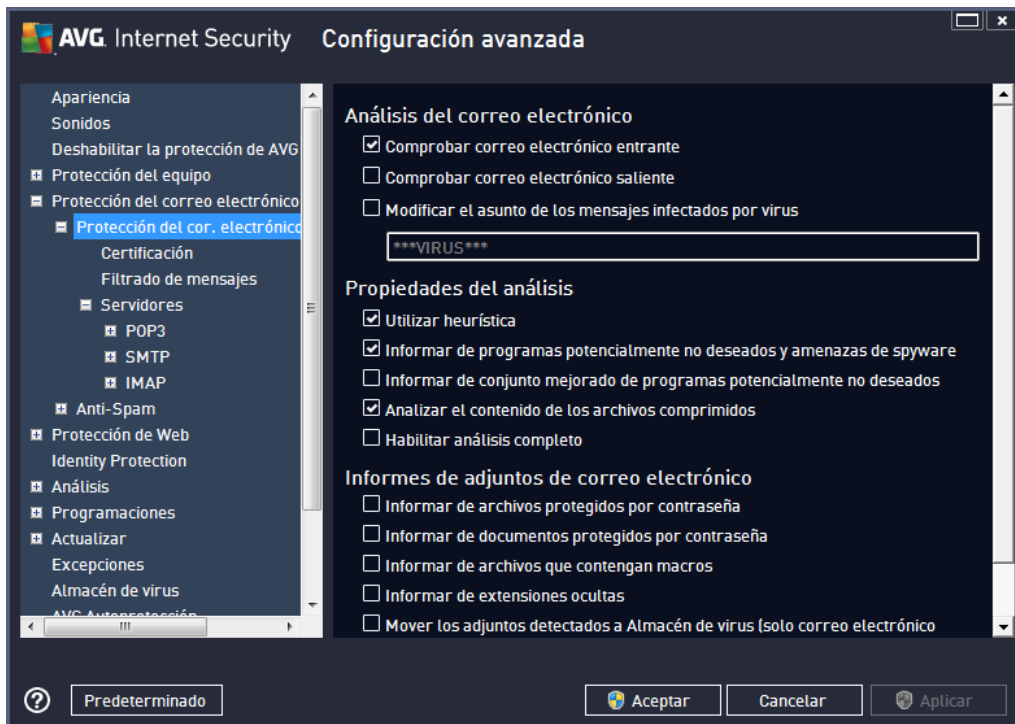 AVG. Internet Security Configuración avanzada
Apariencia
Sonidos
Deshabilitar la protección de AVG
Protección del equipo
Protección del correo electrónico
Protección del cor. electrónico
Certificación
Filtrado de mensajes
Servidores
POP3
SMTP
IMAP
Anti-Spam
Protección de Web
Identity Protection
Análisis
Programaciones
Actualizar
Excepciones
Almacén de virus
AVG Autoprotección
Análisis del correo electrónico
Comprobar correo electrónico entrante
Comprobar correo electrónico saliente
Modificar el asunto de los mensajes infectados por virus
***VIRUS***
Propiedades del análisis
Utilizar heurística
Informar de programas potencialmente no deseados y amenazas de spyware
Informar de conjunto mejorado de programas potencialmente no deseados
Analizar el contenido de los archivos comprimidos
Habilitar análisis completo
Informes de adjuntos de correo electrónico
Informar de archivos protegidos por contraseña
Informar de documentos protegidos por contraseña
Informar de archivos que contengan macros
Informar de extensiones ocultas
Mover los adjuntos detectados a Almacén de virus (solo correo electrónico
Predeterminado
Aceptar
Cancelar
Aplicar